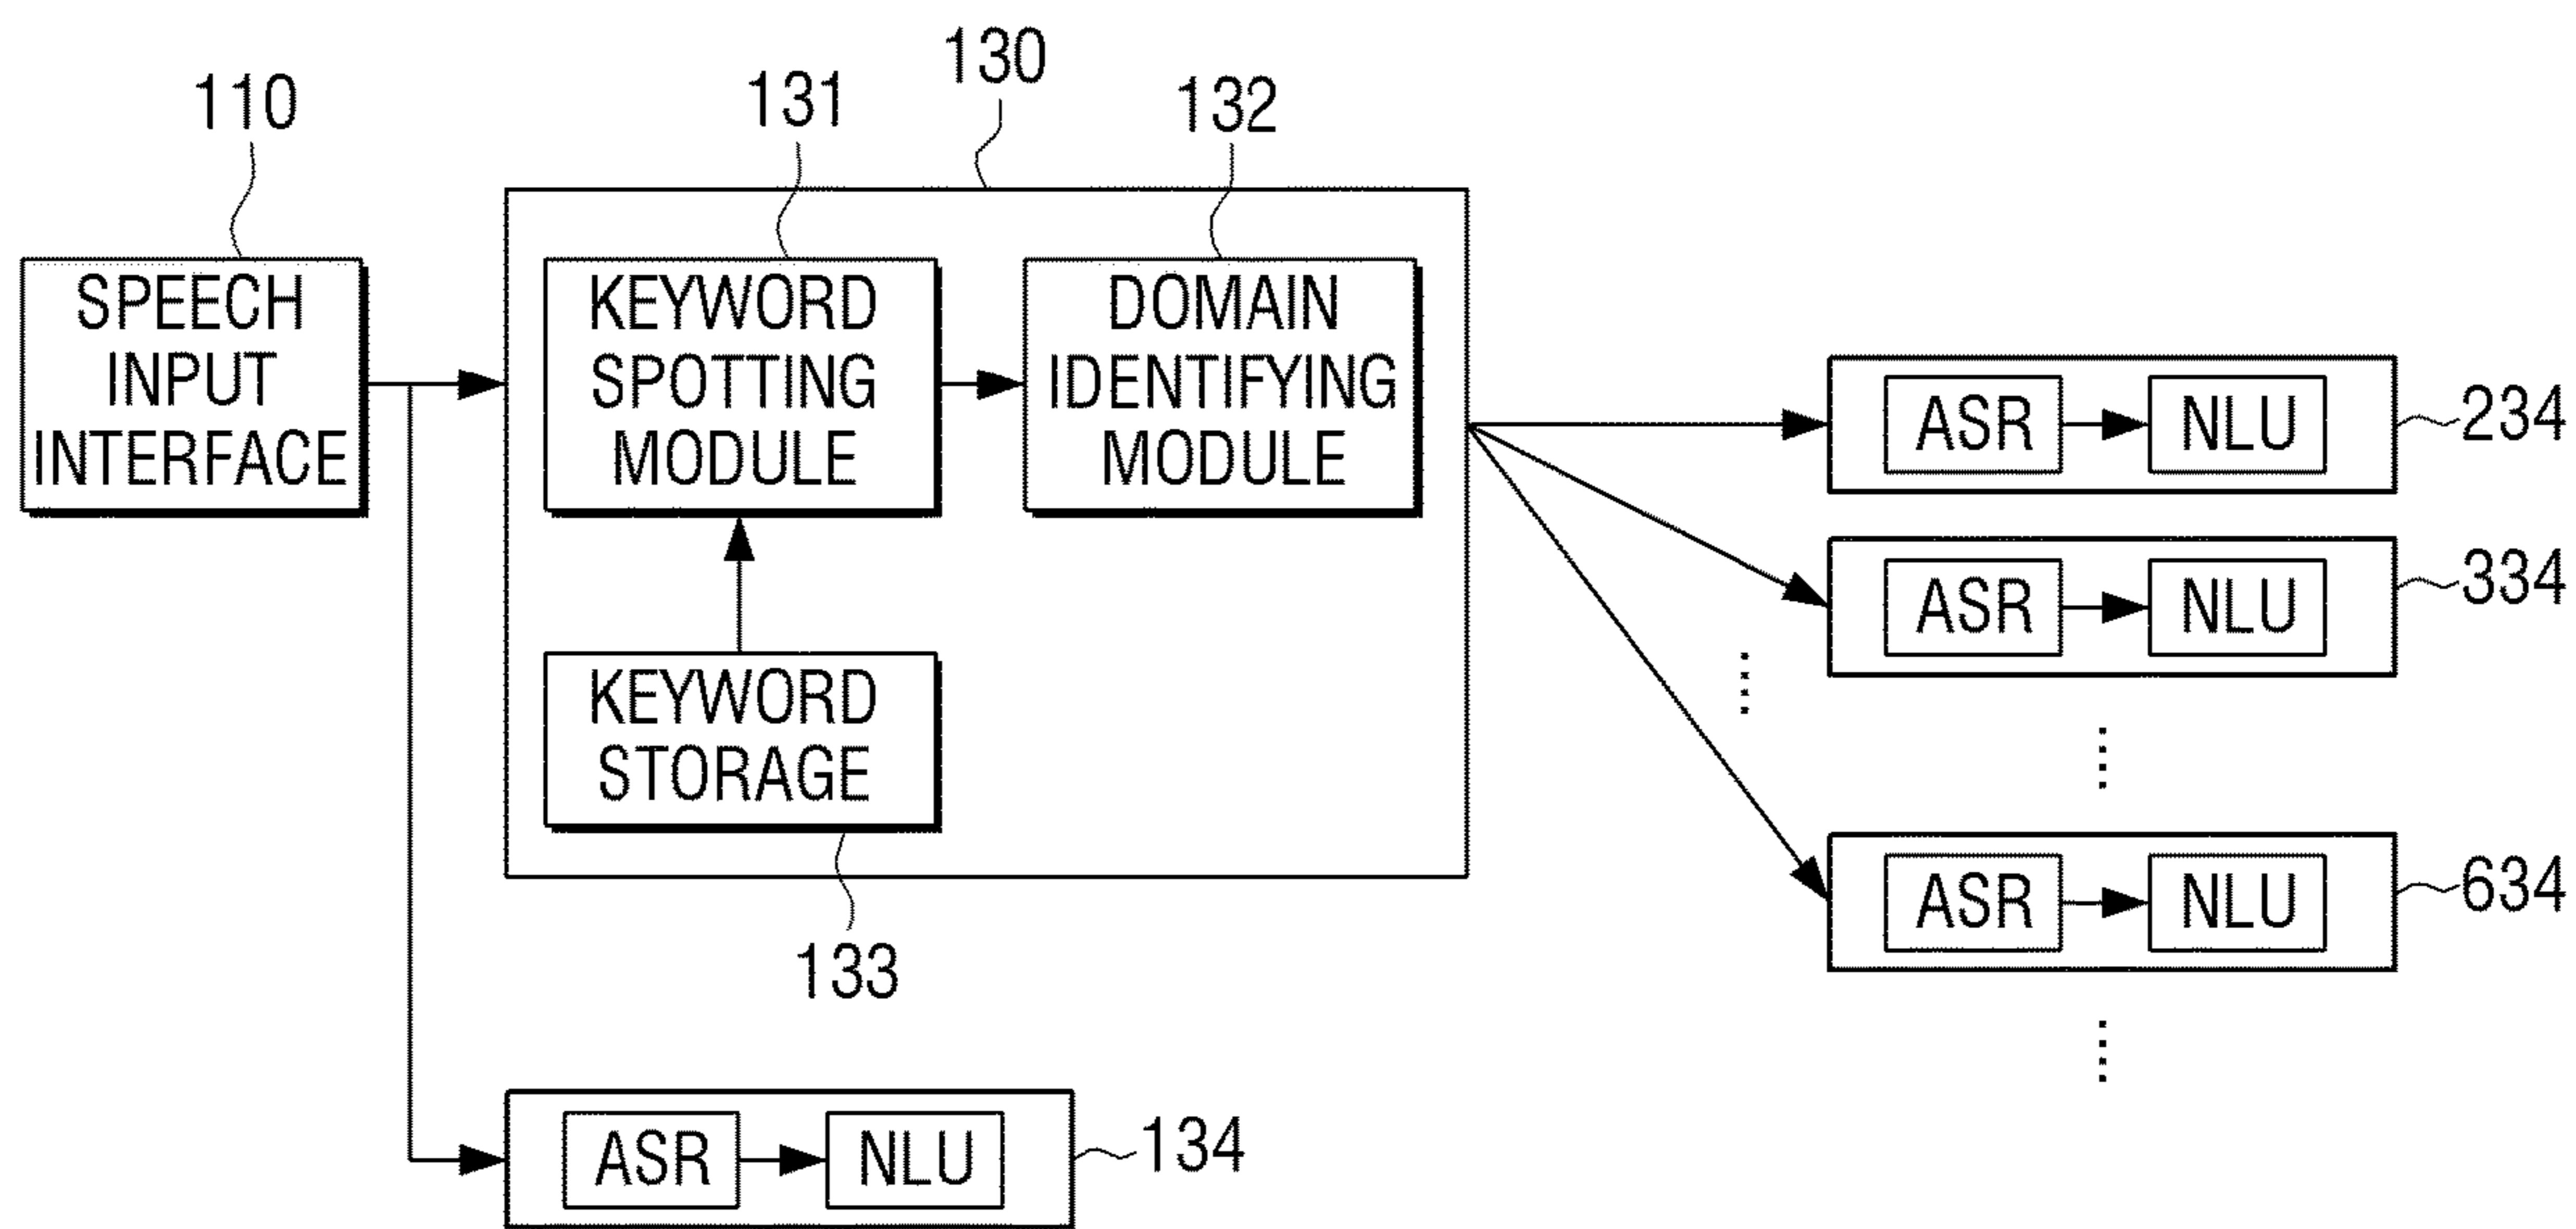 130
110
131
132
SPEECH
INPUT
INTERFACE
KEYWORD
SPOTTING
MODULE
DOMAIN
IDENTIFYING
MODULE
KEYWORD
STORAGE
133
ASR
NLU
234
ASR
NLU
334
ASR
NLU
634
ASR
NLU
134